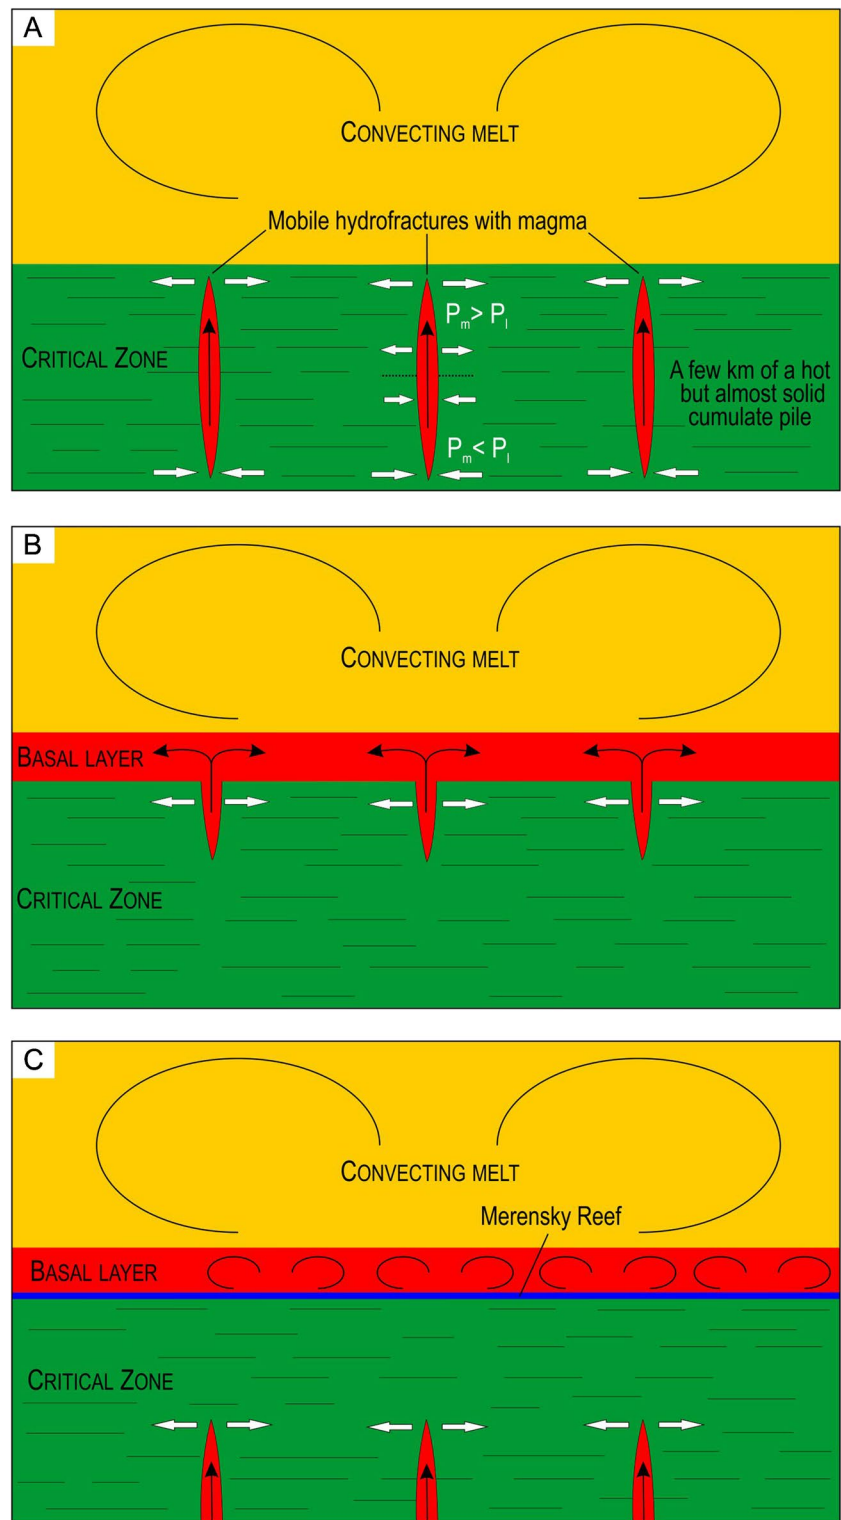 A
CONVECTING MELT
Mobile hydrofractures with magma
Pm> Pl
CRITICAL ZONE
A few km of a hot
but almost solid
cumulate pile
Pm< Pl
B
CONVECTING MELT
BASAL LAYER
CRITICAL ZONE
C
CONVECTING MELT
Merensky Reef
BASAL LAYER
CRITICAL ZONE